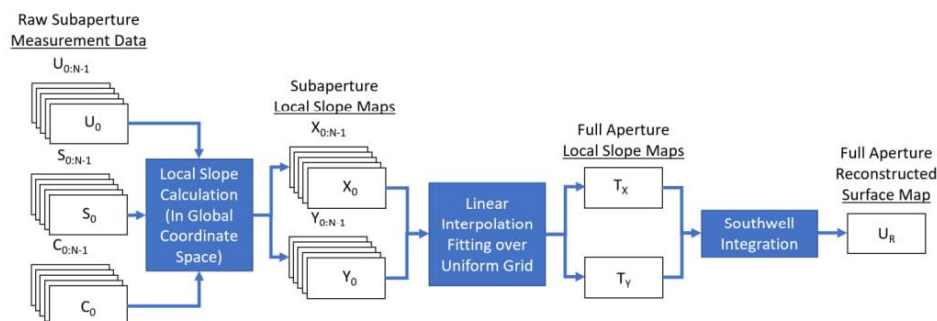 Raw Subaperture
Measurement Data
U0:N-1
U0
S0:N-1
S0
C0:N-1
C0
Local Slope
Calculation
(In Global
Coordinate
Space)
Subaperture
Local Slope Maps
X0:N-1
X0
Y0:N-1
Y0
Linear
Interpolation
Fitting over
Uniform Grid
Full Aperture
Local Slope Maps
TX
TY
Southwell
Integration
Full Aperture
Reconstructed
Surface Map
UR